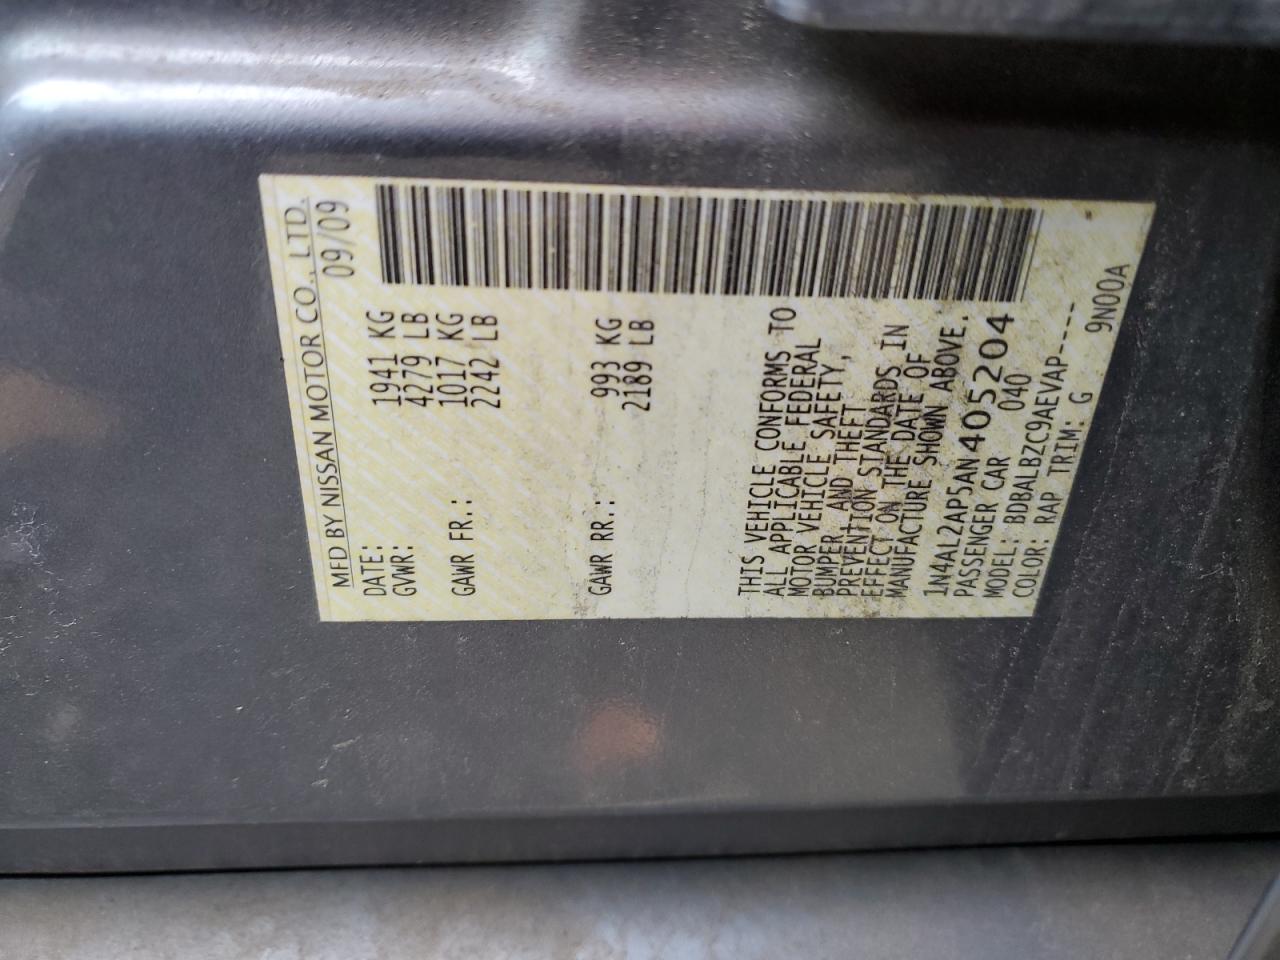 MFD BY NISSAN MOTOR CO., LTD.
DATE: 09/09
GVWR: 1941 KG
4279 LB
GAWR FR.: 1017 KG
2242 LB
GAWR RR.: 993 KG
2189 LB
THIS VEHICLE CONFORMS TO
ALL APPLICABLE FEDERAL
MOTOR VEHICLE SAFETY,
BUMPER AND THEFT
PREVENTION STANDARDS IN
EFFECT ON THE DATE OF
MANUFACTURE SHOWN ABOVE.
1N4AL2AP5AN405204
PASSENGER CAR 040
MODEL: BDBALBZC9AEVAP----
COLOR: RAP TRIM: G 9N00A